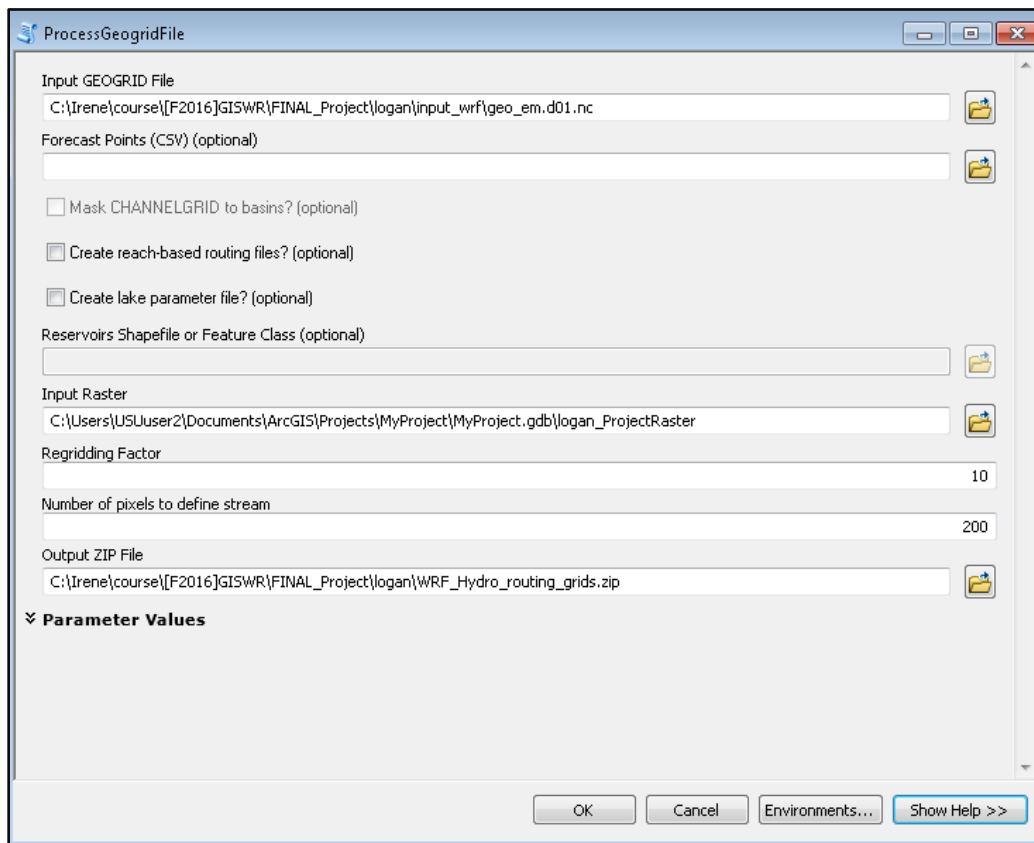 ProcessGeogridFile
Input GEOGRID File
C:\Irene\course\[F2016]GISWR\FINAL_Project\logan\input_wrf\geo_em.d01.nc
Forecast Points (CSV) (optional)
Mask CHANNELGRID to basins? (optional)
Create reach-based routing files? (optional)
Create lake parameter file? (optional)
Reservoirs Shapefile or Feature Class (optional)
Input Raster
C:\Users\USUuser2\Documents\ArcGIS\Projects\MyProject\MyProject.gdb\logan_ProjectRaster
Regridding Factor
10
Number of pixels to define stream
200
Output ZIP File
C:\Irene\course\[F2016]GISWR\FINAL_Project\logan\WRF_Hydro_routing_grids.zip
Parameter Values
OK Cancel Environments... Show Help >>